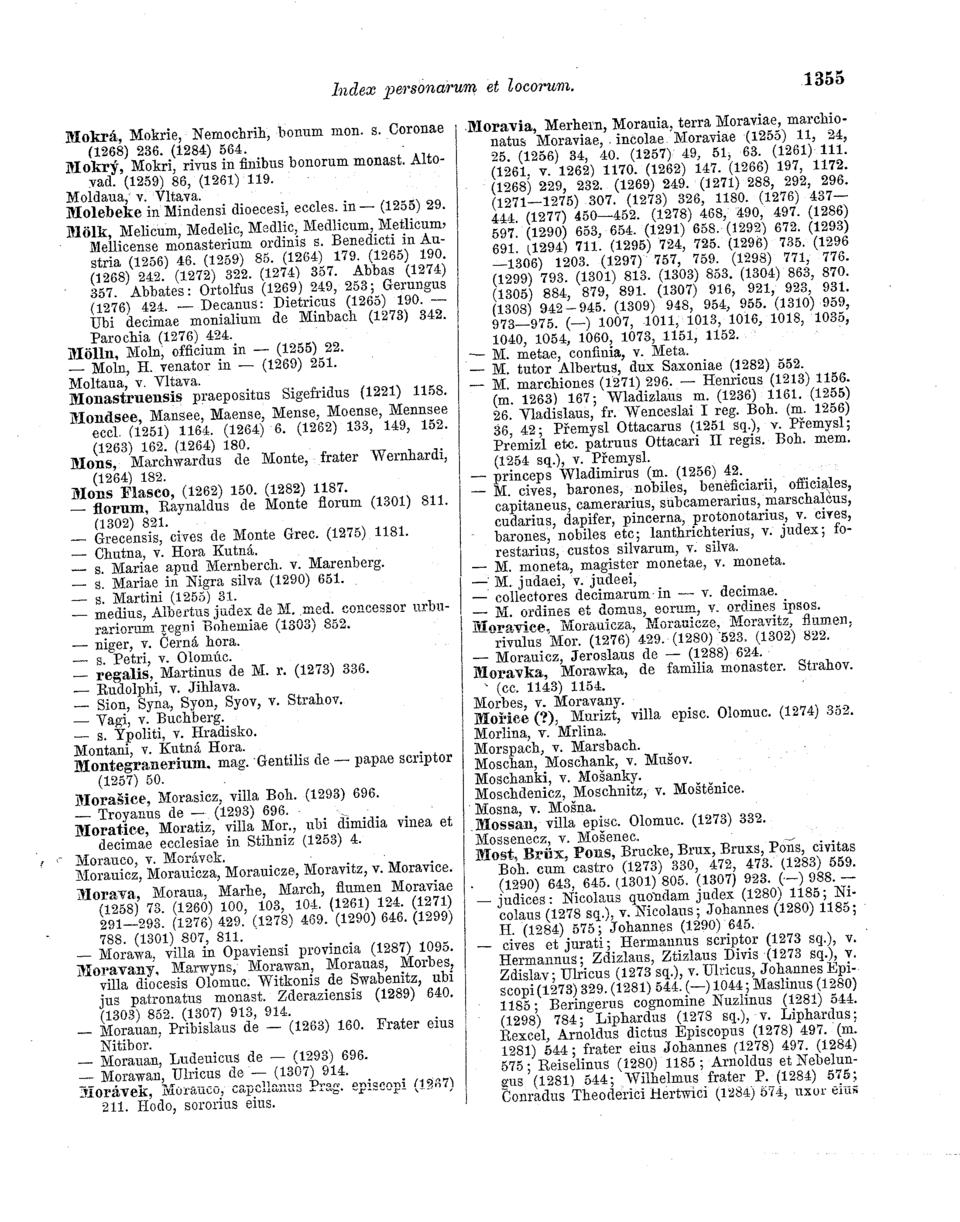 Index personarum et locorum.
1355
Mokrá, Mokrie, Nemochrih, bonum mon. s. Coronae
(1268) 236. (1284) 564.
Mokrý, Mokri, rivus in finibus bonorum monast. Alto-
vad. (1259) 86, (1261) 119.
Moldaua, v. Vltava.
Molebeke in Mindensi dioecesi, eccles. in — (1255) 29.
Mölk, Melicum, Medelic, Medlic, Medlicum, Metlicum,
Mellicense monasterium ordinis s. Benedicti in Au-
stria (1256) 46. (1259) 85. (1264) 179. (1265) 190.
(1268) 242. (1272) 322. (1274) 357. Abbas (1274)
357. Abbates: Ortolfus (1269) 249, 253; Gerungus
(1276) 424. — Decanus: Dietricus (1265) 190. —
Ubi decimae monialium de Minbach (1273) 342.
Parochia (1276) 424.
Mölln, Moln, officium in — (1255) 22.
— Moln, H. venator in — (1269) 251.
Moltaua, v. Vltava.
Monastruensis praepositus Sigefridus (1221) 1158.
Mondsee, Mansee, Maense, Mense, Moense, Mennsee
eccl. (1251) 1164. (1264) 6. (1262) 133, 149, 152.
(1263) 162. (1264) 180.
Mons, Marchwardus de Monte, frater Wernhardi,
(1264) 182.
Mons Flasco, (1262) 150. (1282) 1187.
— florum, Raynaldus de Monte florum (1301) 811.
(1302) 821.
— Grecensis, cives de Monte Grec. (1275) 1181.
— Chutna, v. Hora Kutná.
— s. Mariae apud Mernberch. v. Marenberg.
— s. Mariae in Nigra silva (1290) 651.
— s. Martini (1255) 31.
— medius, Albertus judex de M. med. concessor urbu-
rariorum regni Bohemiae (1303) 852.
— niger, v. Černá hora.
— s. Petri, v. Olomúc.
— regalis, Martinus de M. r. (1273) 336.
— Rudolphi, v. Jihlava.
— Sion, Syna, Syon, Syov, v. Strahov.
— Vagi, v. Buchberg.
— s. Ypoliti, v. Hradisko.
Montani, v. Kutná Hora.
Montegranerium, mag. Gentilis de — papae scriptor
(1257) 50.
Morašice, Morasicz, villa Boh. (1293) 696.
— Troyanus de — (1293) 696.
Moratice, Moratiz, villa Mor., ubi dimidia vinea et
decimae ecclesiae in Stihniz (1253) 4.
Morauco, v. Morávek.
Morauicz, Morauicza, Morauicze, Moravitz, v. Moravice.
Morava, Moraua, Marhe, March, flumen Moraviae
(1258) 73. (1260) 100, 103, 104. (1261) 124. (1271)
291—293. (1276) 429. (1278) 469. (1290) 646. (1299)
788. (1301) 807, 811.
— Morawa, villa in Opaviensi provincia (1287) 1095.
Moravany, Marwyns, Morawan, Morauas, Morbes,
villa diocesis Olomuc. Witkonis de Swabenitz, ubi
jus patronatus monast. Zderaziensis (1289) 640.
(1303) 852. (1307) 913, 914.
— Morauan, Pribislaus de — (1263) 160. Frater eius
Nitibor.
— Morauan, Ludeuicus de — (1293) 696.
— Morawan, Ulricus de — (1307) 914.
Morávek, Morauco, capellanus Prag. episcopi (1267)
211. Hodo, sororius eius.
Moravia, Merhern, Morauia, terra Moraviae, marchio-
natus Moraviae, incolae Moraviae (1255) 11, 24,
25. (1256) 34, 40. (1257) 49, 51, 63. (1261) 111.
(1261, v. 1262) 1170. (1262) 147. (1266) 197, 1172.
(1268) 229, 232. (1269) 249. (1271) 288, 292, 296.
(1271—1275) 307. (1273) 326, 1180. (1276) 437—
444. (1277) 450—452. (1278) 468, 490, 497. (1286)
597. (1290) 653, 654. (1291) 658. (1292) 672. (1293)
691. (1294) 711. (1295) 724, 725. (1296) 735. (1296
—1306) 1203. (1297) 757, 759. (1298) 771, 776.
(1299) 793. (1301) 813. (1303) 853. (1304) 863, 870.
(1305) 884, 879, 891. (1307) 916, 921, 923, 931.
(1308) 942—945. (1309) 948, 954, 955. (1310) 959,
973—975. (—) 1007, 1011, 1013, 1016, 1018, 1035,
1040, 1054, 1060, 1073, 1151, 1152.
— M. metae, confinia, v. Meta.
— M. tutor Albertus, dux Saxoniae (1282) 552.
— M. marchiones (1271) 296. — Henricus (1213) 1156.
(m. 1263) 167; Wladizlaus m. (1236) 1161. (1255)
26. Vladislaus, fr. Wenceslai I reg. Boh. (m. 1256)
36, 42; Přemysl Ottacarus (1251 sq.), v. Přemysl;
Premizl etc. patruus Ottacari II regis. Boh. mem.
(1254 sq.), v. Přemysl.
— princeps Wladimirus (m. (1256) 42.
— M. cives, barones, nobiles, beneficiarii, officiales,
capitaneus, camerarius, subcamerarius, marschalcus,
cudarius, dapifer, pincerna, protonotarius, v. cives,
barones, nobiles etc; lanthrichterius, v. judex; fo-
restarius, custos silvarum, v. silva.
— M. moneta, magister monetae, v. moneta.
— M. judaei, v. judeei,
— collectores decimarum in — v. decimae.
— M. ordines et domus, eorum, v. ordines ipsos.
Moravice, Morauicza, Morauicze, Moravitz, flumen,
rivulus Mor. (1276) 429. (1280) 523. (1302) 822.
— Morauicz, Jeroslaus de — (1288) 624.
Moravka, Morawka, de familia monaster. Strahov.
(cc. 1143) 1154.
Morbes, v. Moravany.
Mořice (?), Murizt, villa episc. Olomuc. (1274) 352.
Morlina, v. Mrlina.
Morspach, v. Marsbach.
Moschan, Moschank, v. Mušov.
Moschanki, v. Mošanky.
Moschdenicz, Moschnitz, v. Moštěnice.
Mosna, v. Mošna.
Mossan, villa episc. Olomuc. (1273) 332.
Mossenecz, v. Mošenec.
Most, Brüx, Pons, Brucke, Brux, Bruxs, Pons, civitas
Boh. cum castro (1273) 330, 472, 473. (1283) 559.
(1290) 643, 645. (1301) 805. (1307) 923. (—) 988. —
— judices: Nicolaus quondam judex (1280) 1185; Ni-
colaus (1278 sq.), v. Nicolaus; Johannes (1280) 1185;
H. (1284) 575; Johannes (1290) 645.
— cives et jurati; Hermannus scriptor (1273 sq.), v.
Hermannus; Zdizlaus, Ztizlaus Divis (1273 sq.), v.
Zdislav; Ulricus (1273 sq.), v. Ulricus, Johannes Epi-
scopi (1273) 329. (1281) 544. (—) 1044; Maslinus (1280)
1185; Beringerus cognomine Nuzlinus (1281) 544.
(1298) 784; Liphardus (1278 sq.), v. Liphardus;
Rexcel, Arnoldus dictus Episcopus (1278) 497. (m.
1281) 544; frater eius Johannes (1278) 497. (1284)
575; Reiselinus (1280) 1185; Arnoldus et Nebelun-
gus (1281) 544; Wilhelmus frater P. (1284) 575;
Conradus Theoderici Hertwici (1284) 574, uxor eius